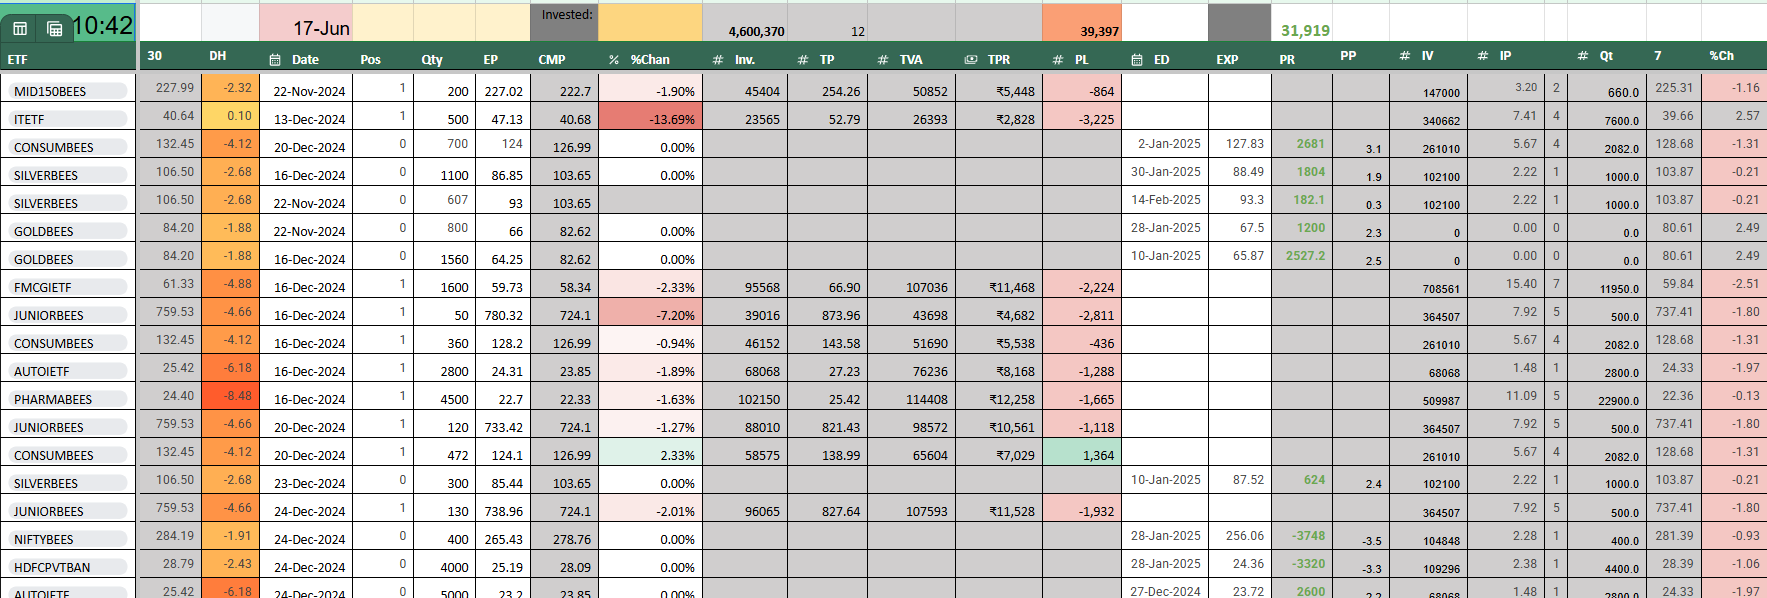 10:42 17-Jun Invested: 4,600,370 12 39,397 31,919
ETF 30 DH Date Pos Qty EP CMP % %Chan # Inv. # TP # TVA TPR # PL ED EXP PR PP # IV # IP # Qt 7 %Ch
MID150BEES 227.99 -2.32 22-Nov-2024 1 200 227.02 222.7 -1.90% 45404 254.26 50852 ₹5,448 -864 147000 3.20 2 660.0 225.31 -1.16
ITETF 40.64 0.10 13-Dec-2024 1 500 47.13 40.68 -13.69% 23565 52.79 26393 ₹2,828 -3,225 340662 7.41 4 7600.0 39.66 2.57
CONSUMBEES 132.45 -4.12 20-Dec-2024 0 700 124 126.99 0.00% 2-Jan-2025 127.83 2681 3.1 261010 5.67 4 2082.0 128.68 -1.31
SILVERBEES 106.50 -2.68 16-Dec-2024 0 1100 86.85 103.65 0.00% 30-Jan-2025 88.49 1804 1.9 102100 2.22 1 1000.0 103.87 -0.21
SILVERBEES 106.50 -2.68 22-Nov-2024 0 607 93 103.65 14-Feb-2025 93.3 182.1 0.3 102100 2.22 1 1000.0 103.87 -0.21
GOLDBEES 84.20 -1.88 22-Nov-2024 0 800 66 82.62 0.00% 28-Jan-2025 67.5 1200 2.3 0 0.00 0 0.0 80.61 2.49
GOLDBEES 84.20 -1.88 16-Dec-2024 0 1560 64.25 82.62 0.00% 10-Jan-2025 65.87 2527.2 2.5 0 0.00 0 0.0 80.61 2.49
FMCGIETF 61.33 -4.88 16-Dec-2024 1 1600 59.73 58.34 -2.33% 95568 66.90 107036 ₹11,468 -2,224 708561 15.40 7 11950.0 59.84 -2.51
JUNIORBEES 759.53 -4.66 16-Dec-2024 1 50 780.32 724.1 -7.20% 39016 873.96 43698 ₹4,682 -2,811 364507 7.92 5 500.0 737.41 -1.80
CONSUMBEES 132.45 -4.12 16-Dec-2024 1 360 128.2 126.99 -0.94% 46152 143.58 51690 ₹5,538 -436 261010 5.67 4 2082.0 128.68 -1.31
AUTOIETF 25.42 -6.18 16-Dec-2024 1 2800 24.31 23.85 -1.89% 68068 27.23 76236 ₹8,168 -1,288 68068 1.48 1 2800.0 24.33 -1.97
PHARMABEES 24.40 -8.48 16-Dec-2024 1 4500 22.7 22.33 -1.63% 102150 25.42 114408 ₹12,258 -1,665 509987 11.09 5 22900.0 22.36 -0.13
JUNIORBEES 759.53 -4.66 20-Dec-2024 1 120 733.42 724.1 -1.27% 88010 821.43 98572 ₹10,561 -1,118 364507 7.92 5 500.0 737.41 -1.80
CONSUMBEES 132.45 -4.12 20-Dec-2024 1 472 124.1 126.99 2.33% 58575 138.99 65604 ₹7,029 1,364 261010 5.67 4 2082.0 128.68 -1.31
SILVERBEES 106.50 -2.68 23-Dec-2024 0 300 85.44 103.65 0.00% 10-Jan-2025 87.52 624 2.4 102100 2.22 1 1000.0 103.87 -0.21
JUNIORBEES 759.53 -4.66 24-Dec-2024 1 130 738.96 724.1 -2.01% 96065 827.64 107593 ₹11,528 -1,932 364507 7.92 5 500.0 737.41 -1.80
NIFTYBEES 284.19 -1.91 24-Dec-2024 0 400 265.43 278.76 0.00% 28-Jan-2025 256.06 -3748 -3.5 104848 2.28 1 400.0 281.39 -0.93
HDFCPVTBAN 28.79 -2.43 24-Dec-2024 0 4000 25.19 28.09 0.00% 28-Jan-2025 24.36 -3320 -3.3 109296 2.38 1 4400.0 28.39 -1.06
AUTOIETF 25.42 -6.18 24-Dec-2024 0 5000 23.2 23.85 0.00% 27-Dec-2024 23.72 2600 2.2 68068 1.48 1 2800.0 24.33 -1.97